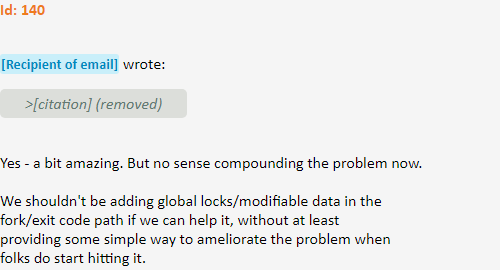 Id: 140
[Recipient of email] wrote:
>[citation] (removed)
Yes - a bit amazing. But no sense compounding the problem now.
We shouldn't be adding global locks/modifiable data in the
fork/exit code path if we can help it, without at least
providing some simple way to ameliorate the problem when
folks do start hitting it.